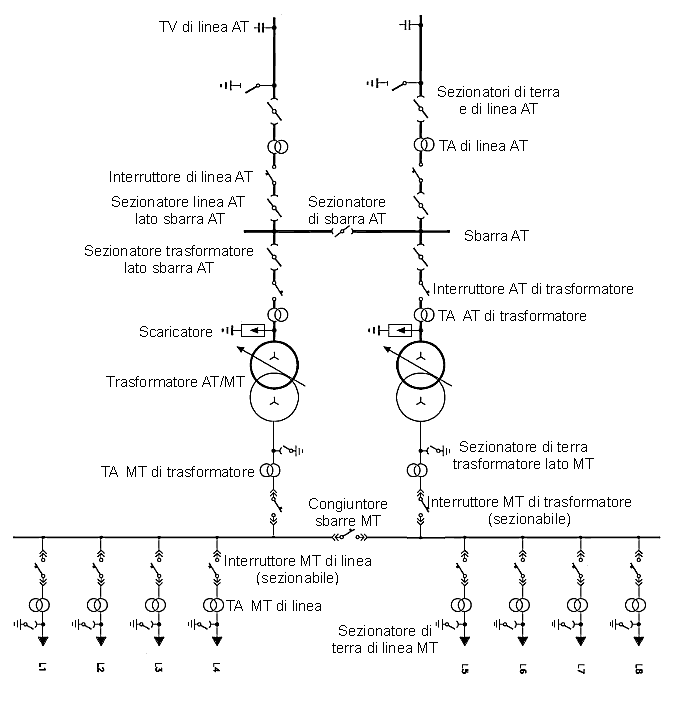 TV di linea AT
Sezionatori di terra
e di linea AT
TA di linea AT
Interruttore di linea AT
Sezionatore linea AT
lato sbarra AT
Sezionatore
di sbarra AT
Sbarra AT
Sezionatore trasformatore
lato sbarra AT
Interruttore AT di trasformatore
TA AT di trasformatore
Scaricatore
Trasformatore AT/MT
Sezionatore di terra
trasformatore lato MT
TA MT di trasformatore
Congiuntore
sbarre MT
Interruttore MT di trasformatore
(sezionabile)
Interruttore MT di linea
(sezionabile)
TA MT di linea
Sezionatore di
terra di linea MT
L1
L2
L3
L4
L5
L6
L7
L8